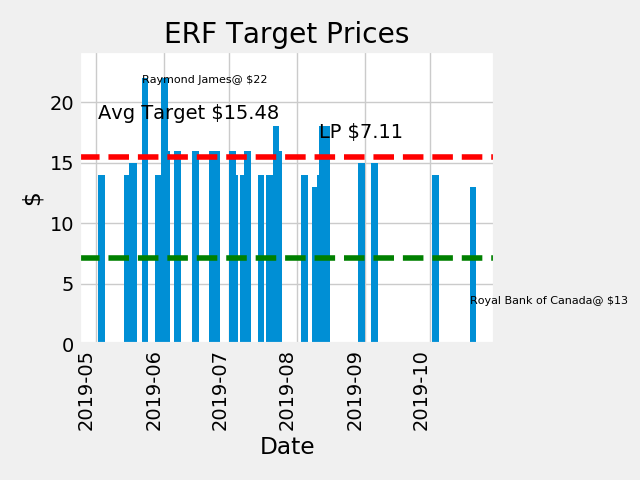 ERF Target Prices
Raymond James@ $22
Avg Target $15.48
LP $7.11
Royal Bank of Canada@ $13
$
20
15
10
5
0
2019-05
2019-06
2019-07
2019-08
2019-09
2019-10
Date